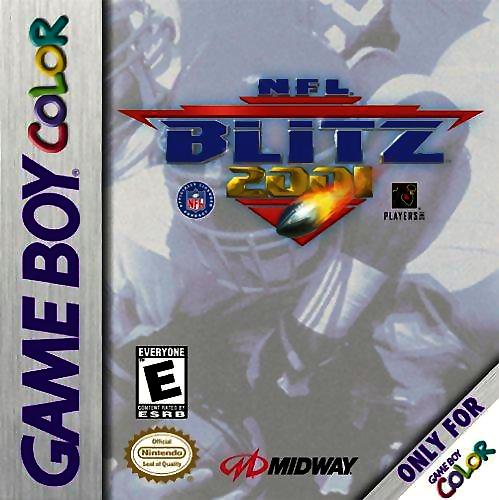 GAME BOY COLOR
NFL
BLITZ
2001
NFL
PLAYERS INC
EVERYONE
E
CONTENT RATED BY
ESRB
Official
Nintendo
Seal of Quality
MIDWAY
ONLY FOR
GAME BOY
COLOR